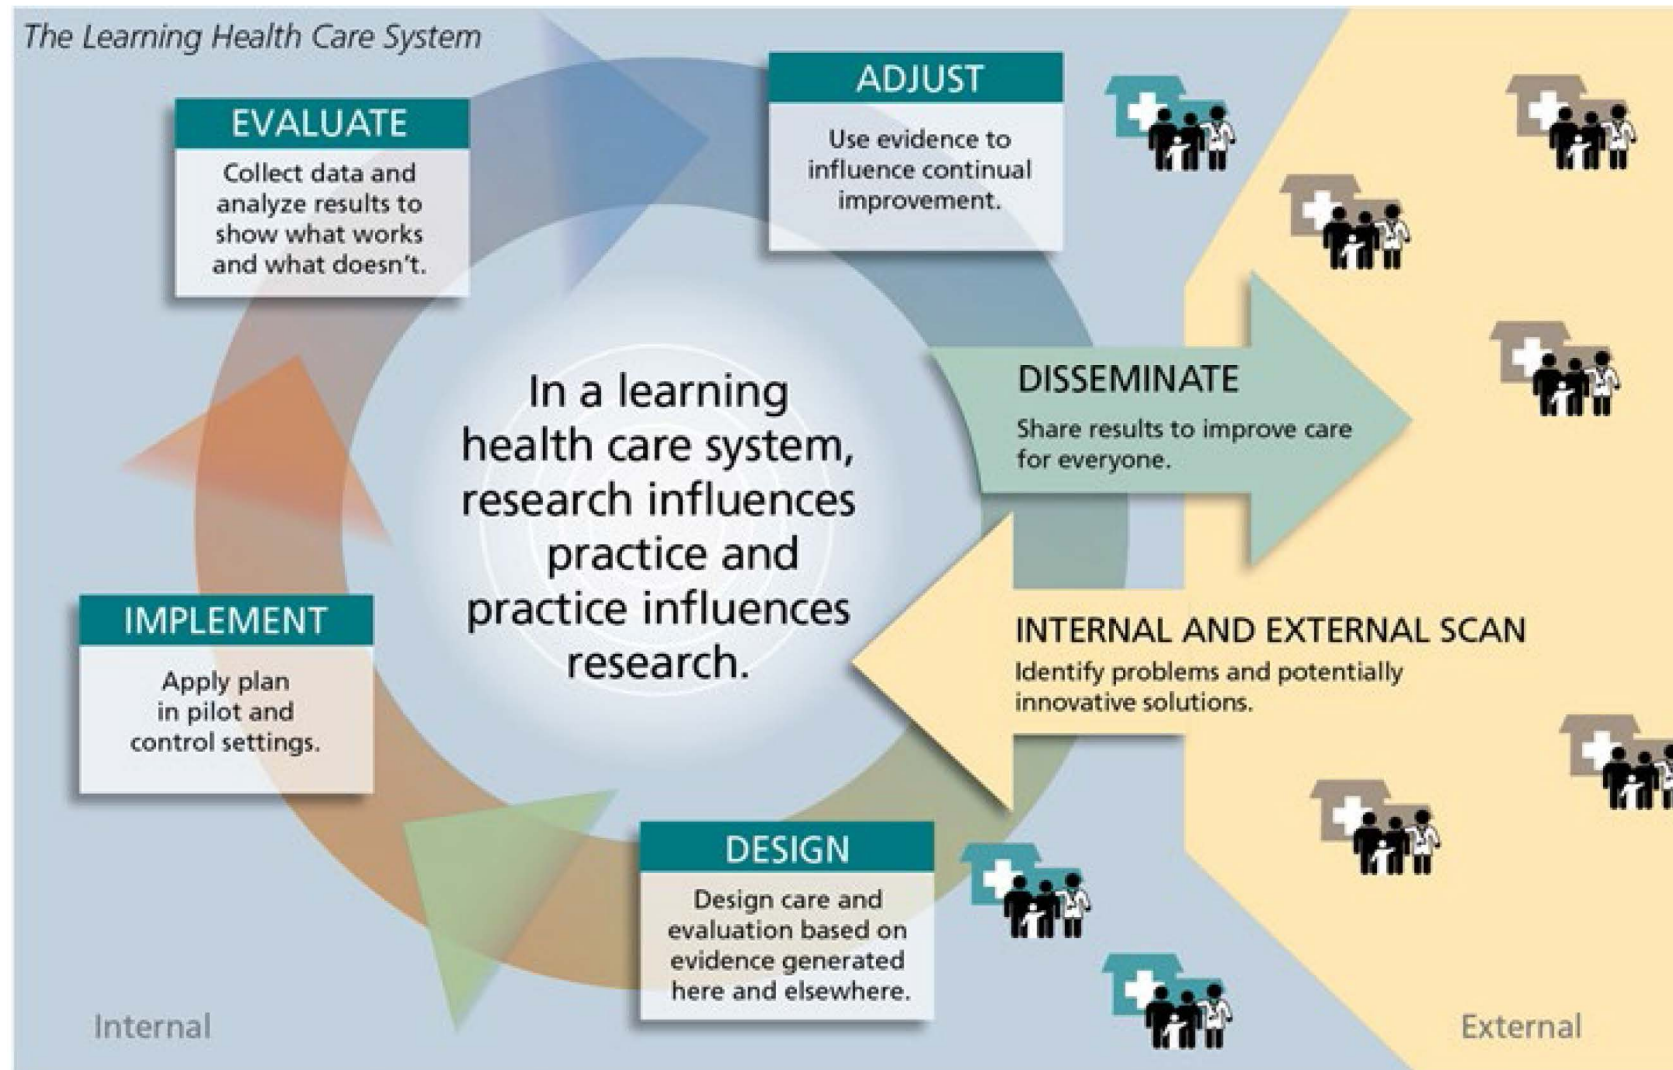 The Learning Health Care System
EVALUATE
Collect data and
analyze results to
show what works
and what doesn't.
ADJUST
Use evidence to
influence continual
improvement.
In a learning
health care system,
research influences
practice and
practice influences
research.
DISSEMINATE
Share results to improve care
for everyone.
INTERNAL AND EXTERNAL SCAN
Identify problems and potentially
innovative solutions.
IMPLEMENT
Apply plan
in pilot and
control settings.
DESIGN
Design care and
evaluation based on
evidence generated
here and elsewhere.
Internal
External